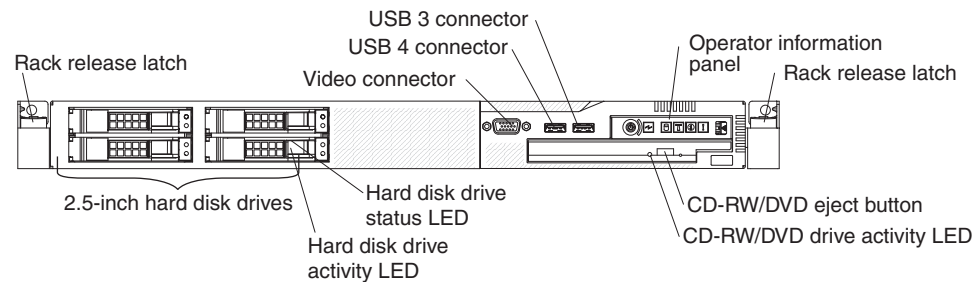 USB 3 connector
USB 4 connector
Operator information
panel
Rack release latch
Video connector
Rack release latch
2.5-inch hard disk drives
Hard disk drive
status LED
CD-RW/DVD eject button
CD-RW/DVD drive activity LED
Hard disk drive
activity LED